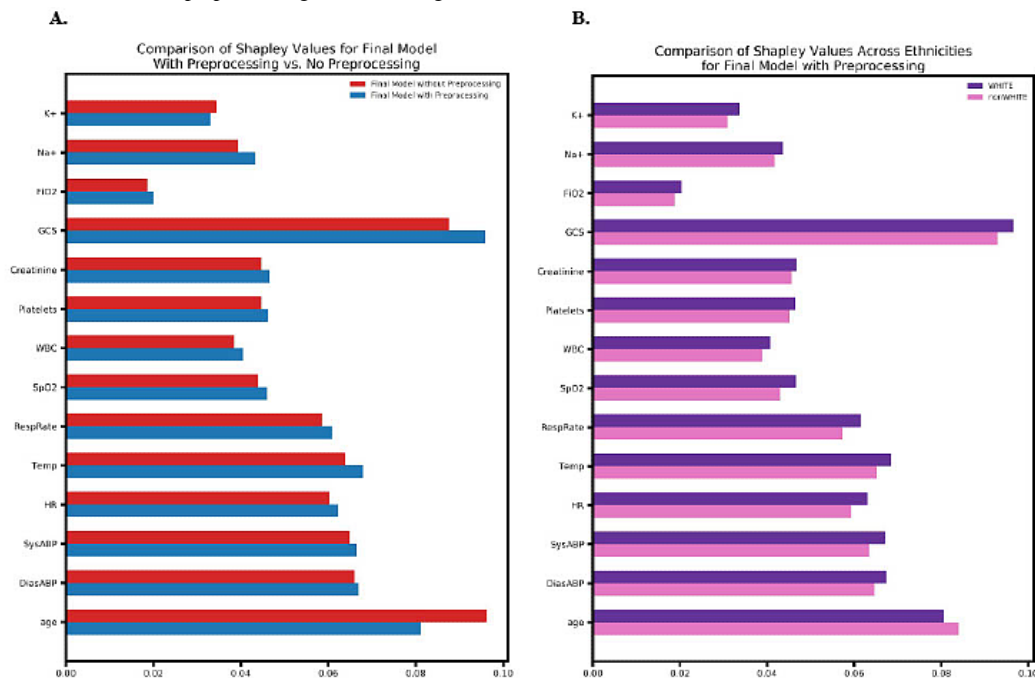 A.
Comparison of Shapley Values for Final Model
With Preprocessing vs. No Preprocessing
Final Model without Preprocessing
Final Model with Preprocessing
K+
Na+
FiO2
GCS
Creatinine
Platelets
WBC
SpO2
RespRate
Temp
HR
SysABP
DiasABP
age
0.00 0.02 0.04 0.06 0.08 0.10
B.
Comparison of Shapley Values Across Ethnicities
for Final Model with Preprocessing
WHITE
nonWHITE
K+
Na+
FiO2
GCS
Creatinine
Platelets
WBC
SpO2
RespRate
Temp
HR
SysABP
DiasABP
age
0.00 0.02 0.04 0.06 0.08